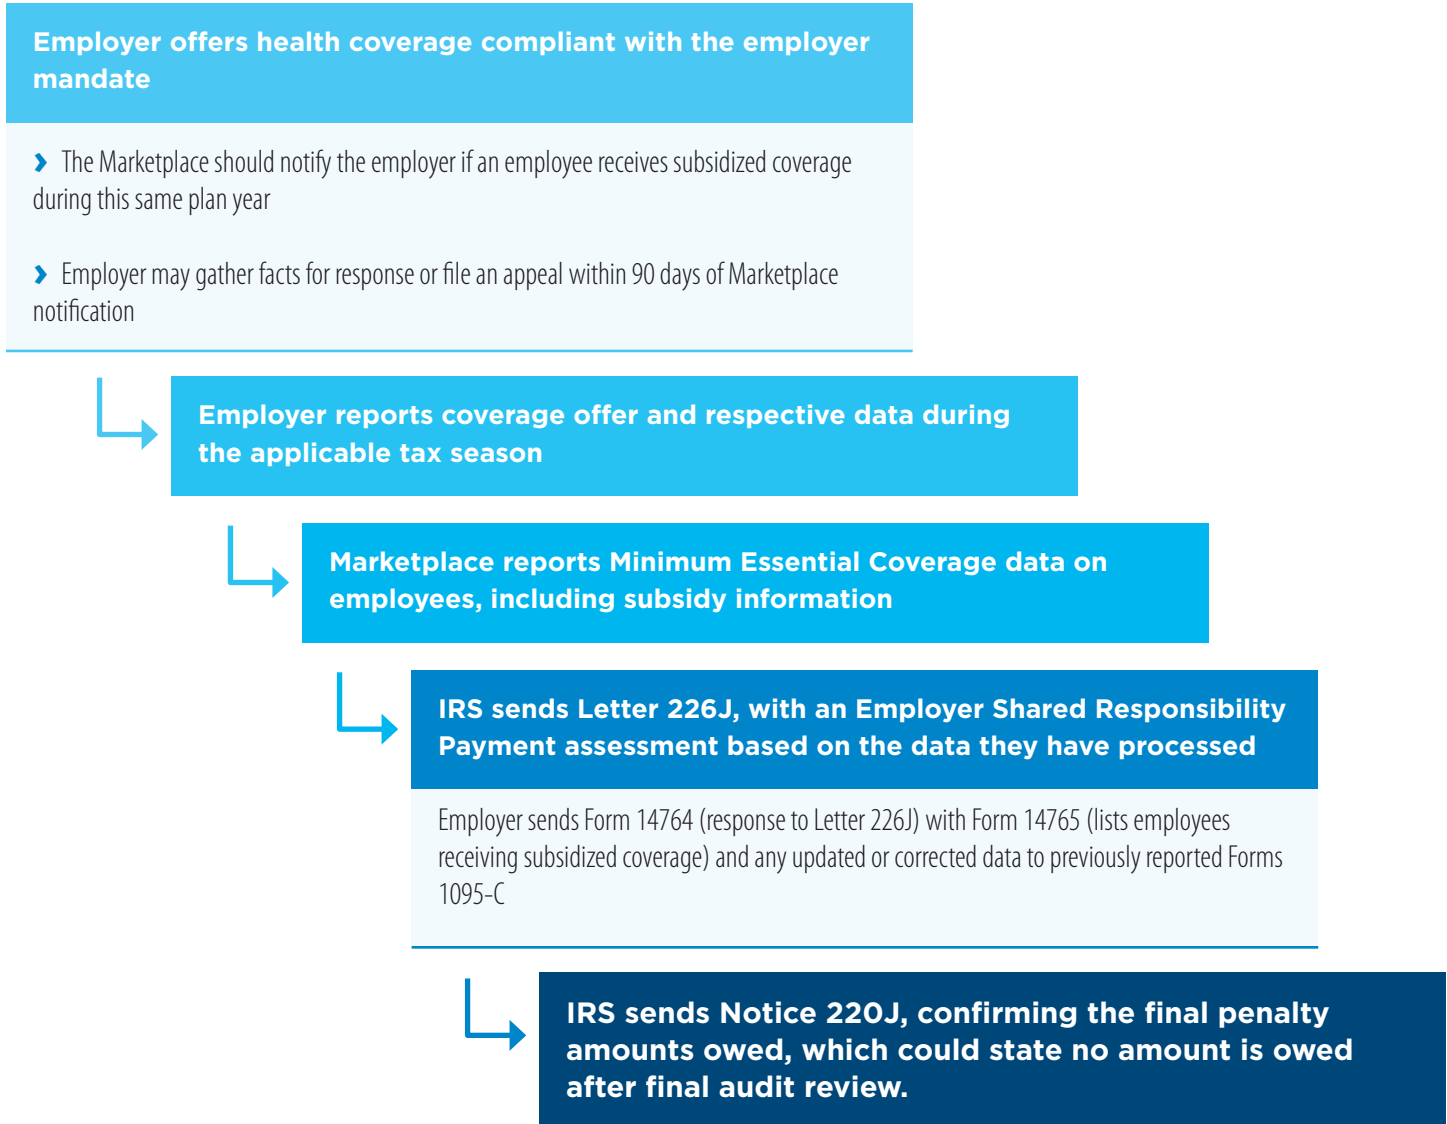 Employer offers health coverage compliant with the employer
mandate
› The Marketplace should notify the employer if an employee receives subsidized coverage
during this same plan year
› Employer may gather facts for response or file an appeal within 90 days of Marketplace
notification
Employer reports coverage offer and respective data during
the applicable tax season
Marketplace reports Minimum Essential Coverage data on
employees, including subsidy information
IRS sends Letter 226J, with an Employer Shared Responsibility
Payment assessment based on the data they have processed
Employer sends Form 14764 (response to Letter 226J) with Form 14765 (lists employees
receiving subsidized coverage) and any updated or corrected data to previously reported Forms
1095-C
IRS sends Notice 220J, confirming the final penalty
amounts owed, which could state no amount is owed
after final audit review.